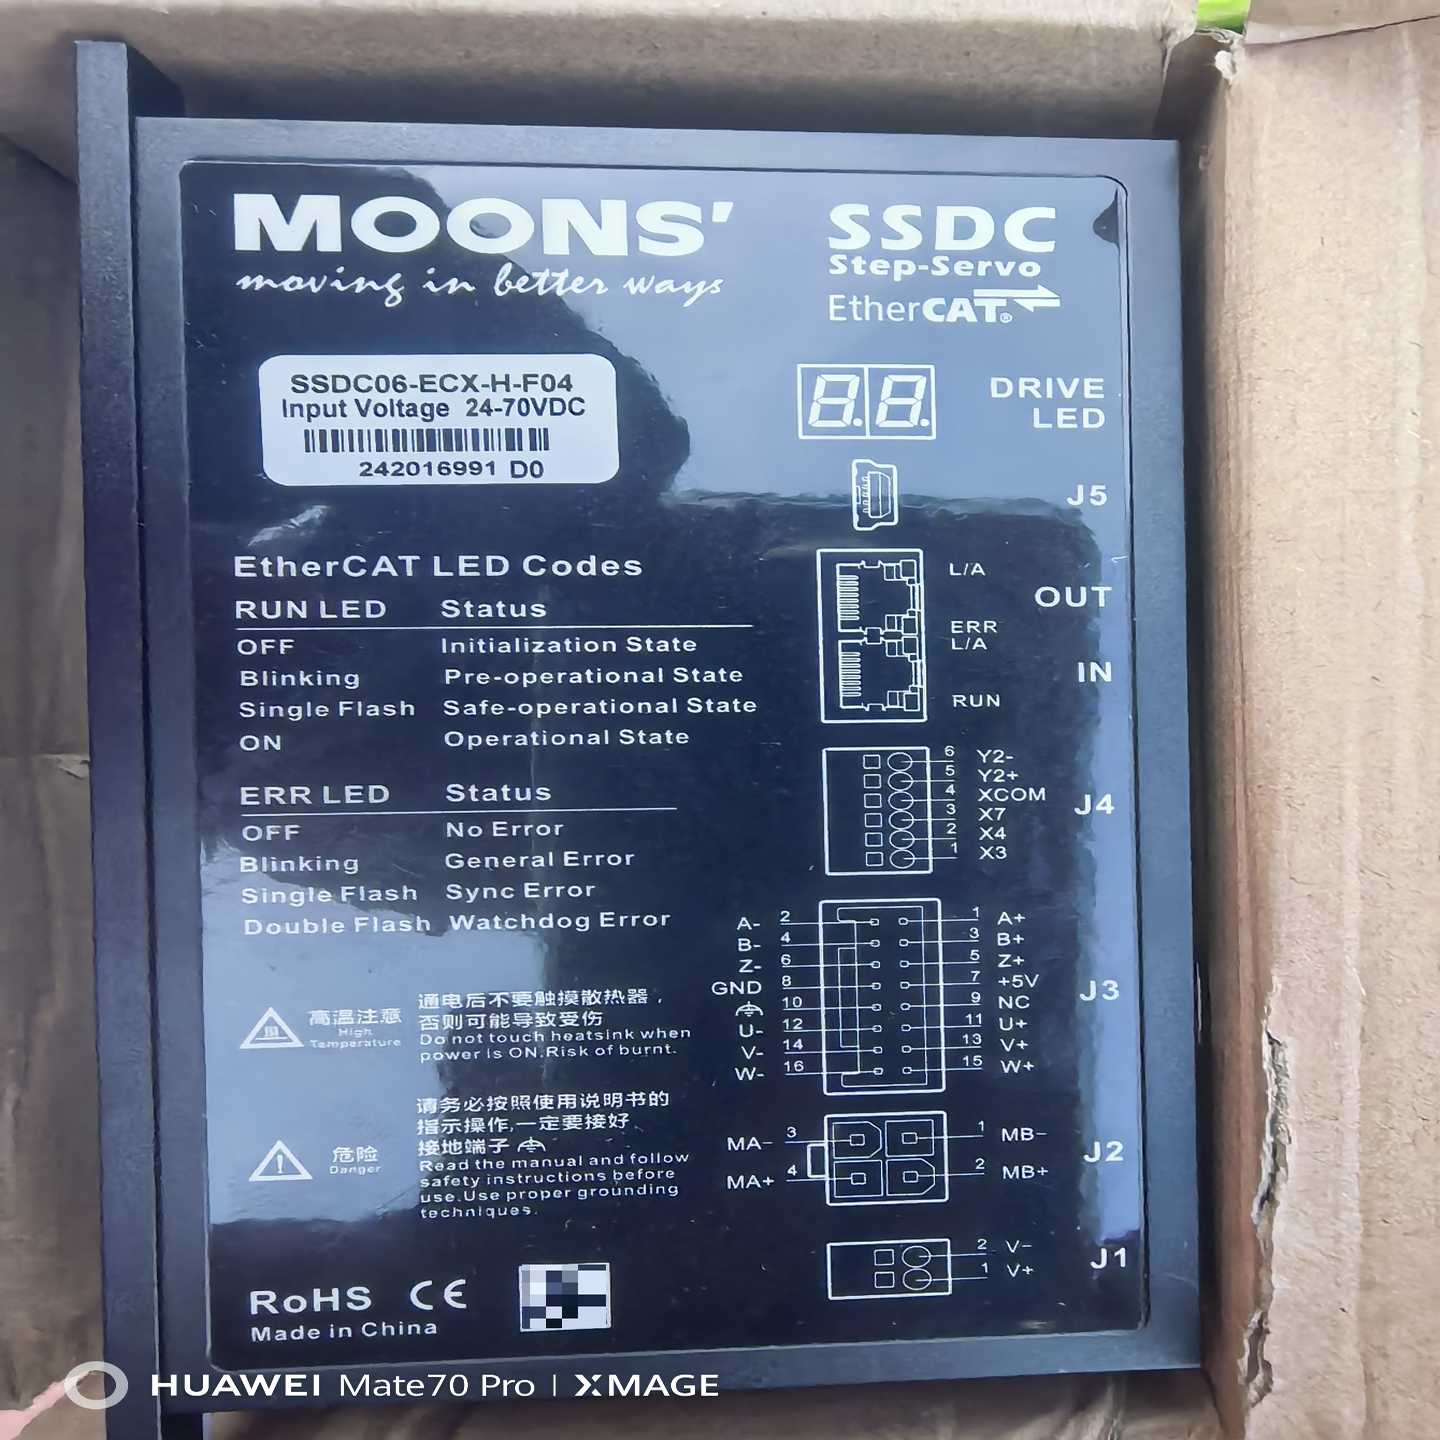 MOONS'
moving in better ways
SSDC
Step-Servo
EtherCAT®
SSDC06-ECX-H-F04
Input Voltage 24-70VDC
242016991 D0
8.8.
DRIVE
LED
J5
EtherCAT LED Codes
RUN LED Status
OFF Initialization State
Blinking Pre-operational State
Single Flash Safe-operational State
ON Operational State
ERR LED Status
OFF No Error
Blinking General Error
Single Flash Sync Error
Double Flash Watchdog Error
L/A
OUT
ERR
L/A
IN
RUN
6 Y2-
5 Y2+
4 XCOM
3 X7
2 X4
1 X3
J4
A- 2 1 A+
B- 4 3 B+
Z- 6 5 Z+
GND 8 7 +5V
10 9 NC
U- 12 11 U+
V- 14 13 V+
W- 16 15 W+
J3
MA- 3 1 MB-
MA+ 4 2 MB+
J2
2 V-
1 V+
J1
高温注意
High
Temperature
通电后不要触摸散热器，
否则可能导致受伤
Do not touch heatsink when
power is ON.Risk of burnt.
危险
Danger
请务必按照使用说明书的
指示操作,一定要接好
接地端子
Read the manual and follow
safety instructions before
use.Use proper grounding
techniques.
RoHS CE
Made in China
HUAWEI Mate70 Pro | XMAGE